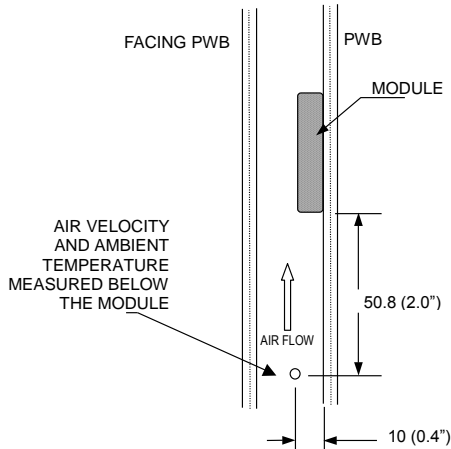 FACING PWB
PWB
MODULE
AIR VELOCITY
AND AMBIENT
TEMPERATURE
MEASURED BELOW
THE MODULE
50.8 (2.0”)
AIR FLOW
10 (0.4”)